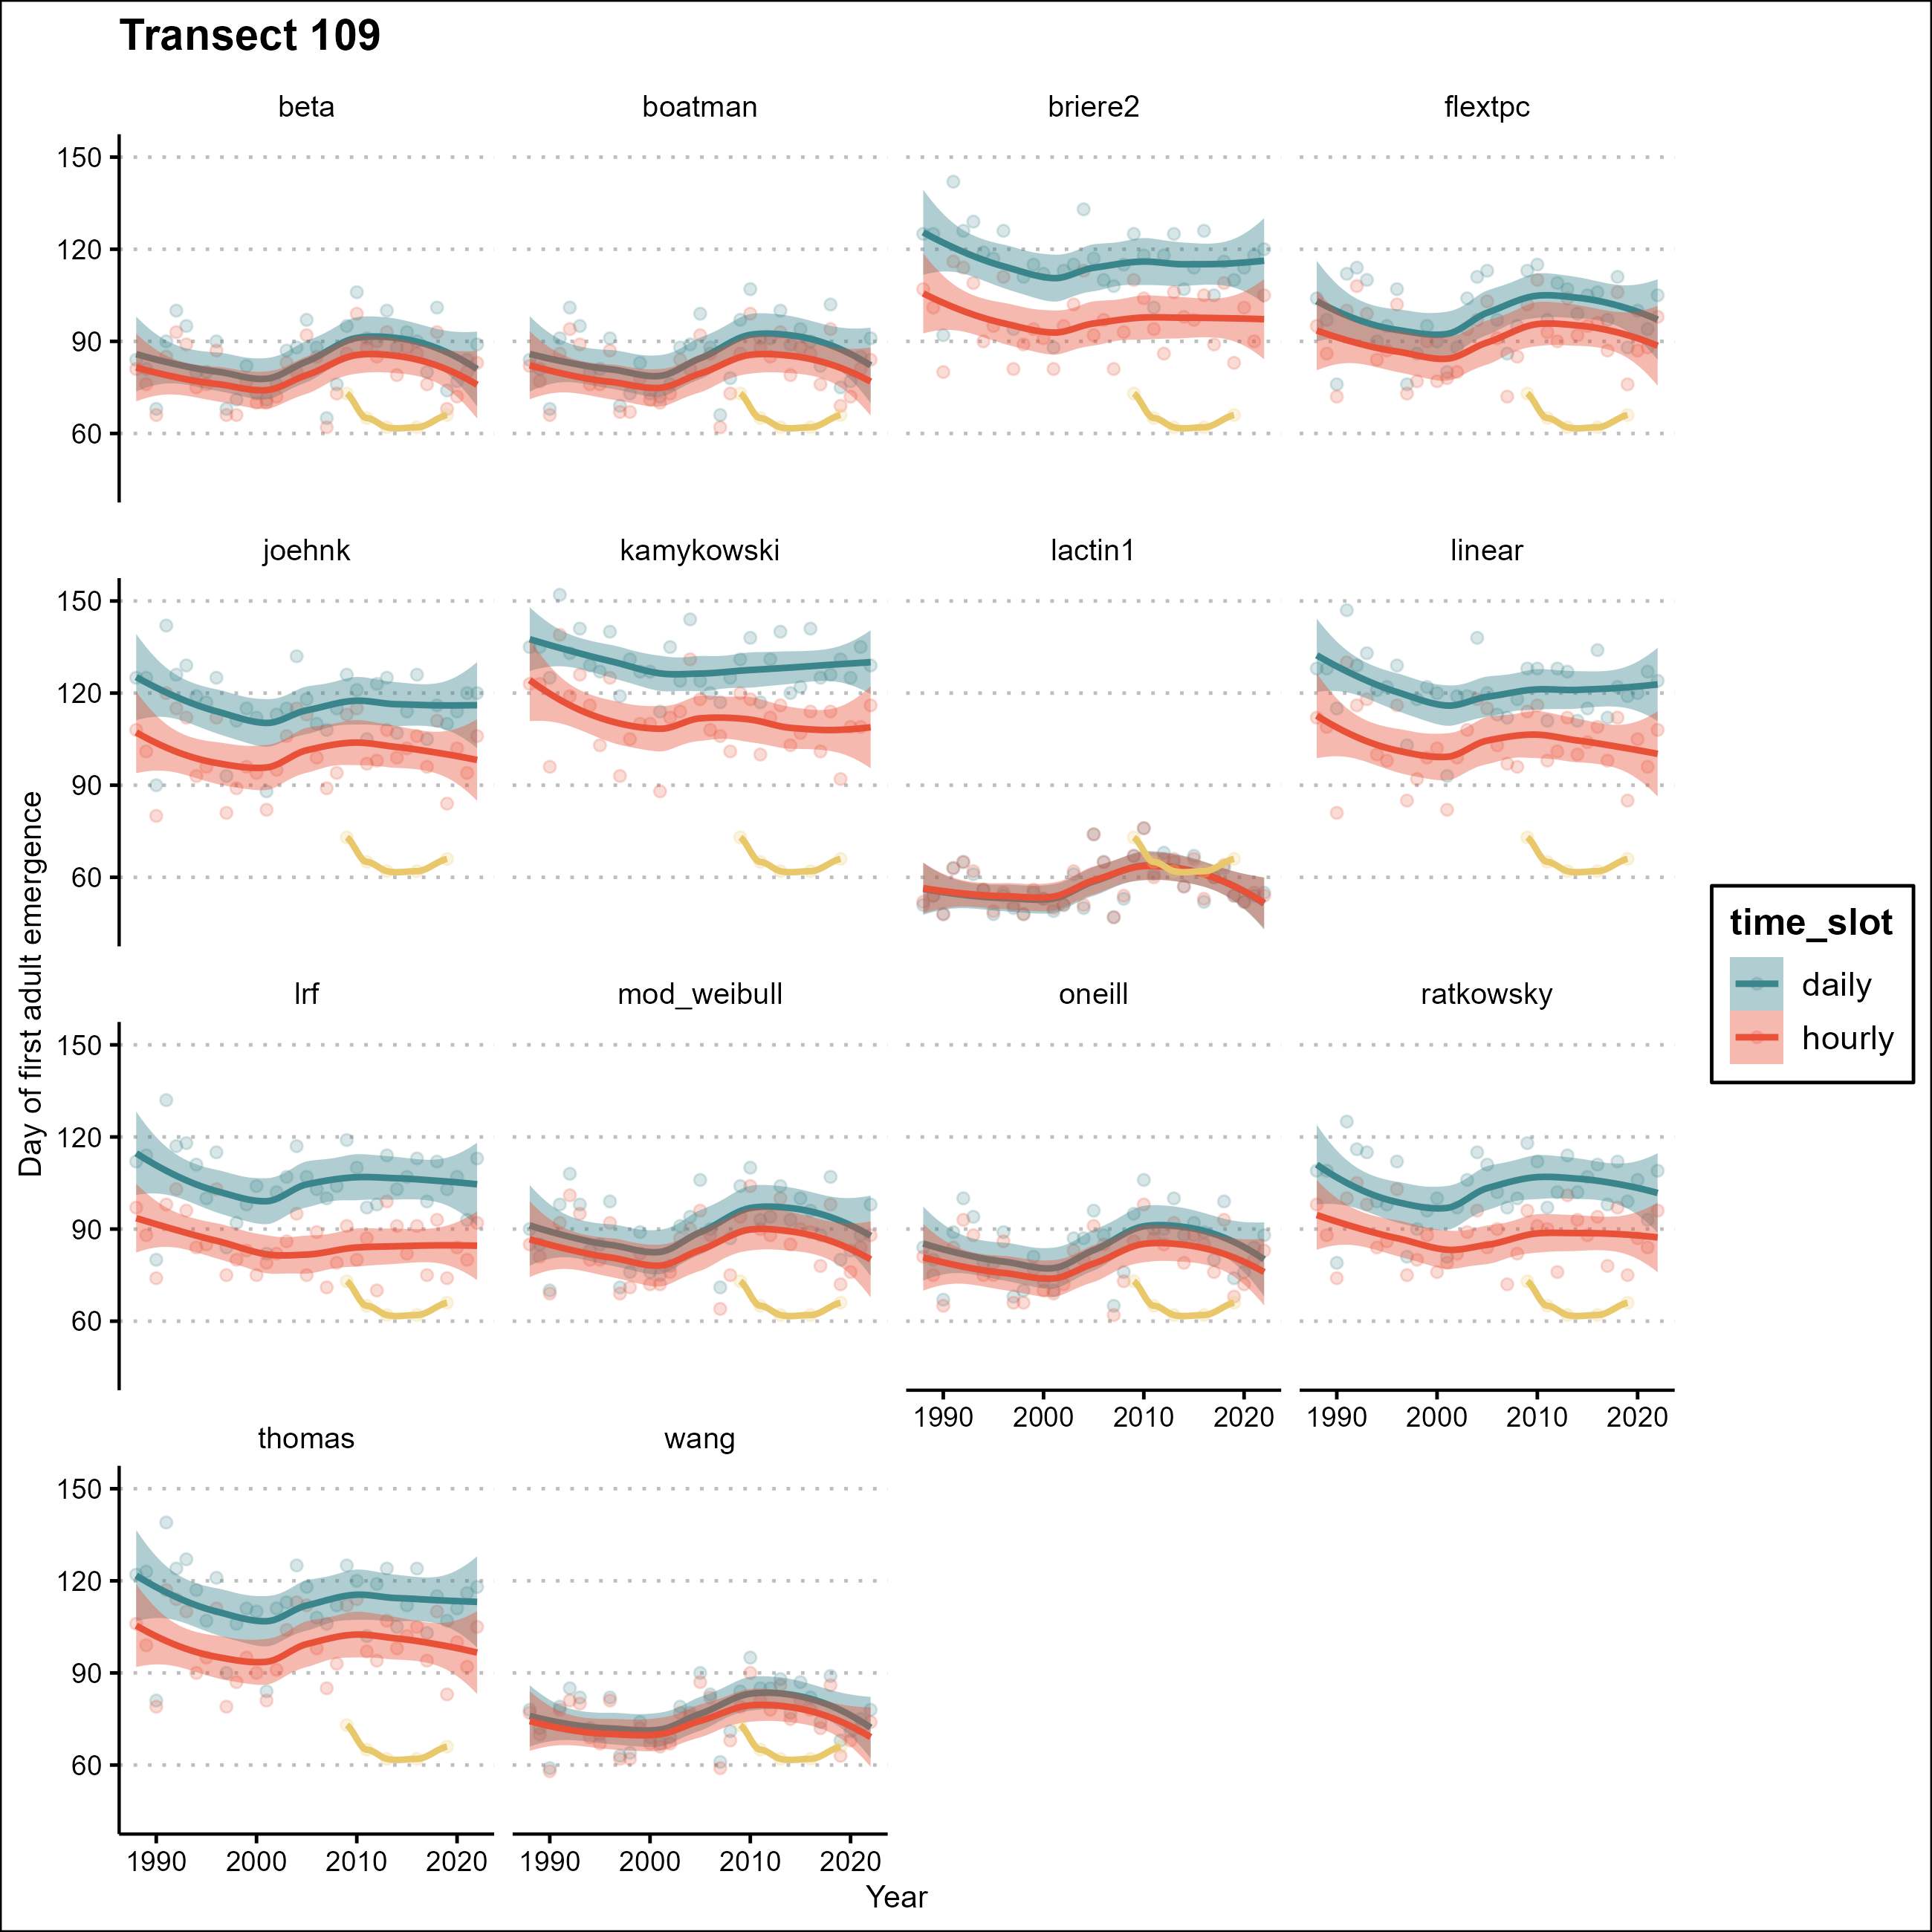 Transect 109
beta
boatman
briere2
flextpc
150
120
90
60
joehnk
kamykowski
lactin1
linear
150
120
90
60
Day of first adult emergence
time_slot
daily
hourly
lrf
mod_weibull
oneill
ratkowsky
150
120
90
60
1990 2000 2010 2020
1990 2000 2010 2020
thomas
wang
150
120
90
60
1990 2000 2010 2020
1990 2000 2010 2020
Year